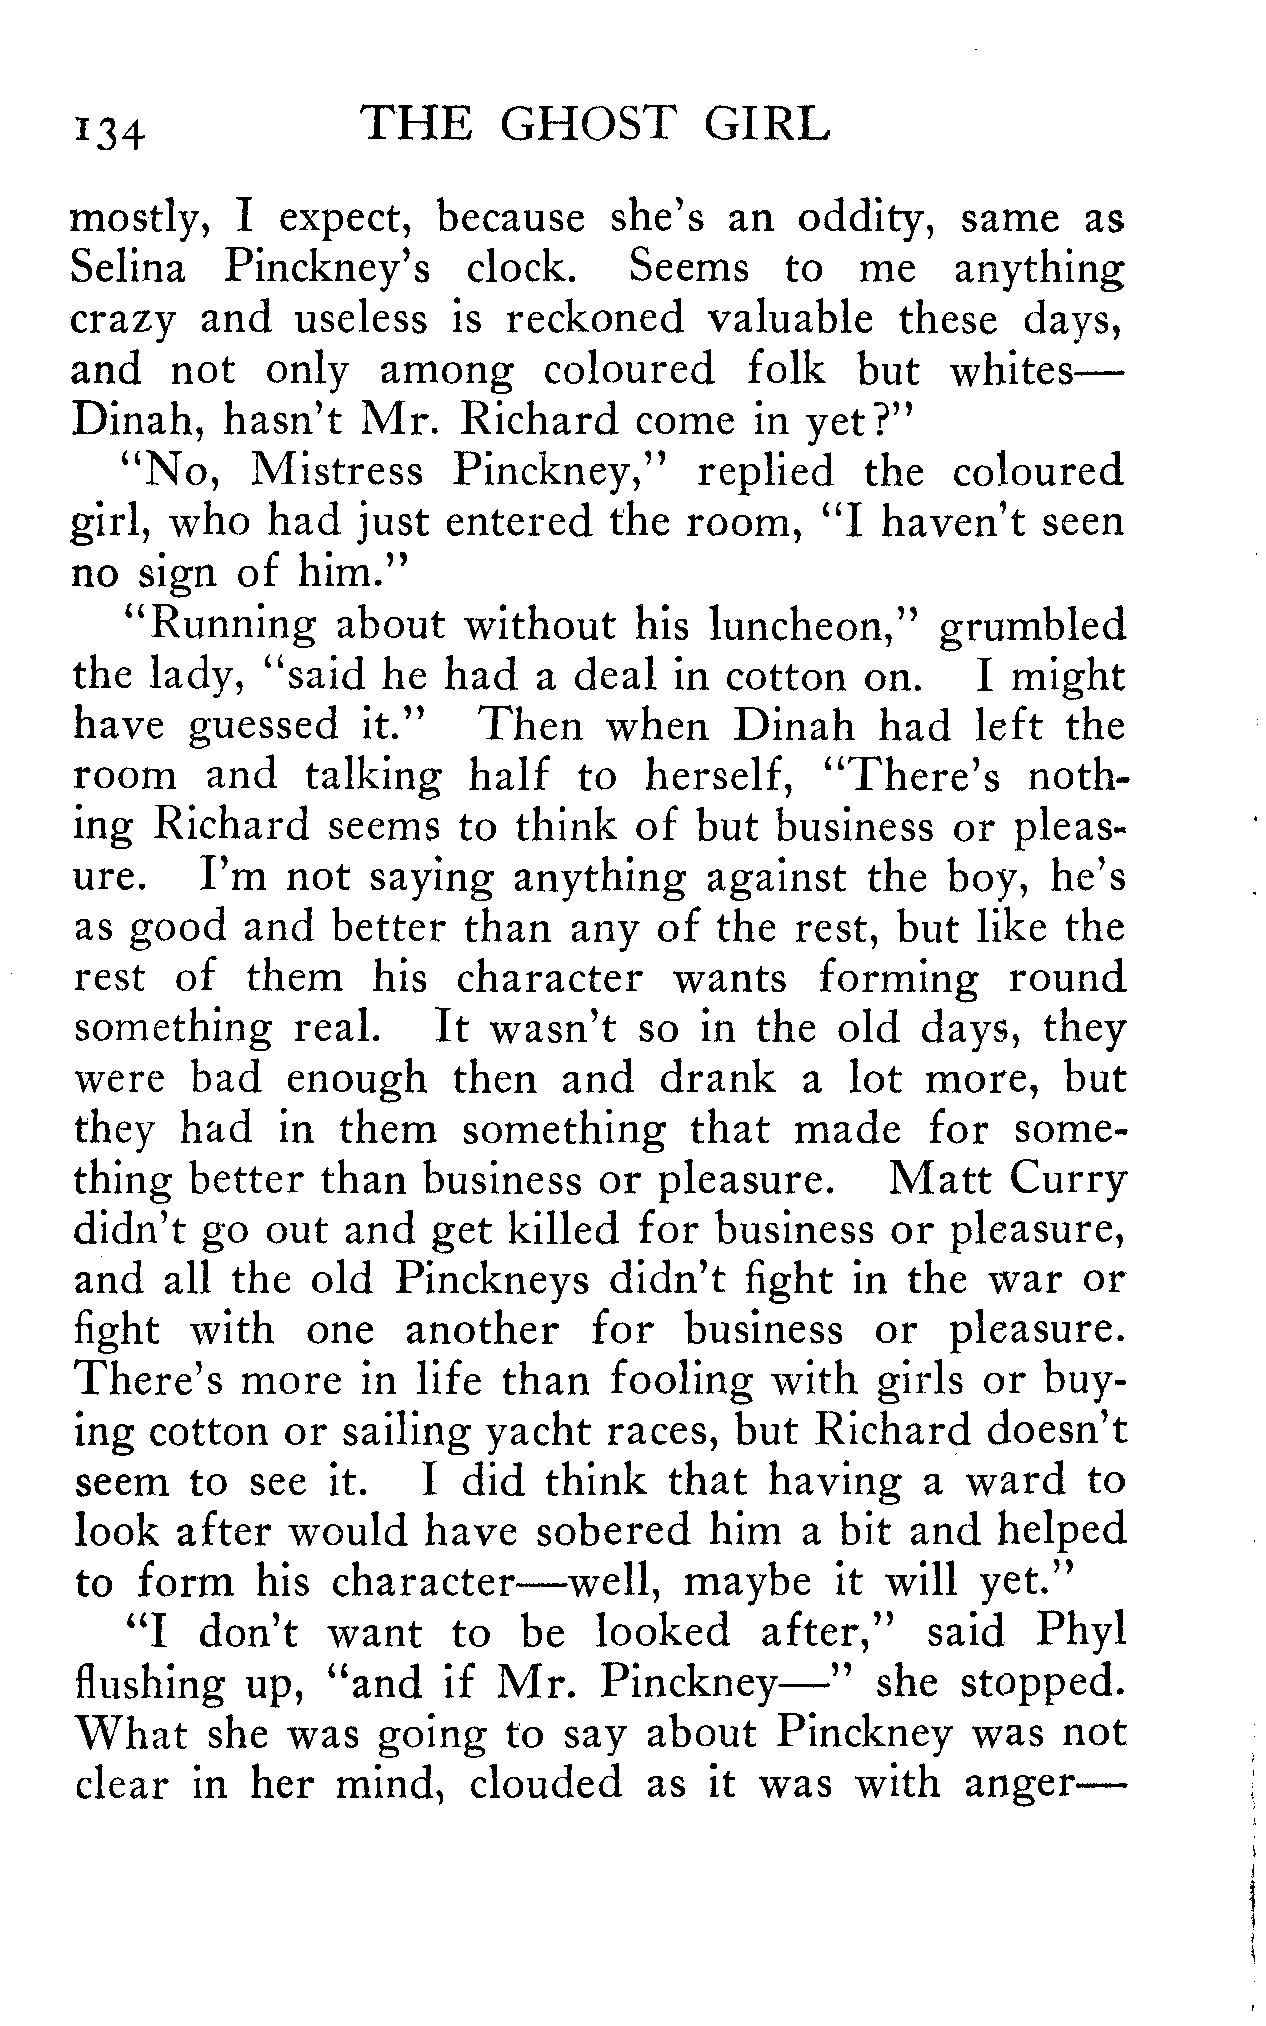 134 THE GHOST GIRL
mostly, I expect, because she's an oddity, same as
Selina Pinckney's clock. Seems to me anything
crazy and useless is reckoned valuable these days,
and not only among coloured folk but whites—
Dinah, hasn't Mr. Richard come in yet?"
"No, Mistress Pinckney," replied the coloured
girl, who had just entered the room, "I haven't seen
no sign of him."
"Running about without his luncheon," grumbled
the lady, "said he had a deal in cotton on. I might
have guessed it." Then when Dinah had left the
room and talking half to herself, "There's noth-
ing Richard seems to think of but business or pleas-
ure. I'm not saying anything against the boy, he's
as good and better than any of the rest, but like the
rest of them his character wants forming round
something real. It wasn't so in the old days, they
were bad enough then and drank a lot more, but
they had in them something that made for some-
thing better than business or pleasure. Matt Curry
didn't go out and get killed for business or pleasure,
and all the old Pinckneys didn't fight in the war or
fight with one another for business or pleasure.
There's more in life than fooling with girls or buy-
ing cotton or sailing yacht races, but Richard doesn't
seem to see it. I did think that having a ward to
look after would have sobered him a bit and helped
to form his character—well, maybe it will yet."
"I don't want to be looked after," said Phyl
flushing up, "and if Mr. Pinckney—" she stopped.
What she was going to say about Pinckney was not
clear in her mind, clouded as it was with anger—